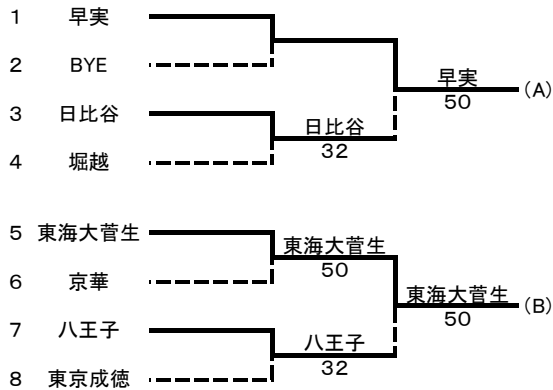 1 早実
2 BYE
早実 (A)
50
3 日比谷
日比谷
32
4 堀越
5 東海大菅生
東海大菅生
50
6 京華
東海大菅生 (B)
50
7 八王子
八王子
32
8 東京成徳